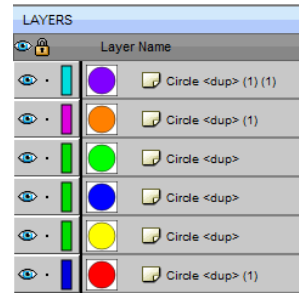 LAYERS
Layer Name
Circle <dup> (1) (1)
Circle <dup> (1)
Circle <dup>
Circle <dup>
Circle <dup>
Circle <dup> (1)